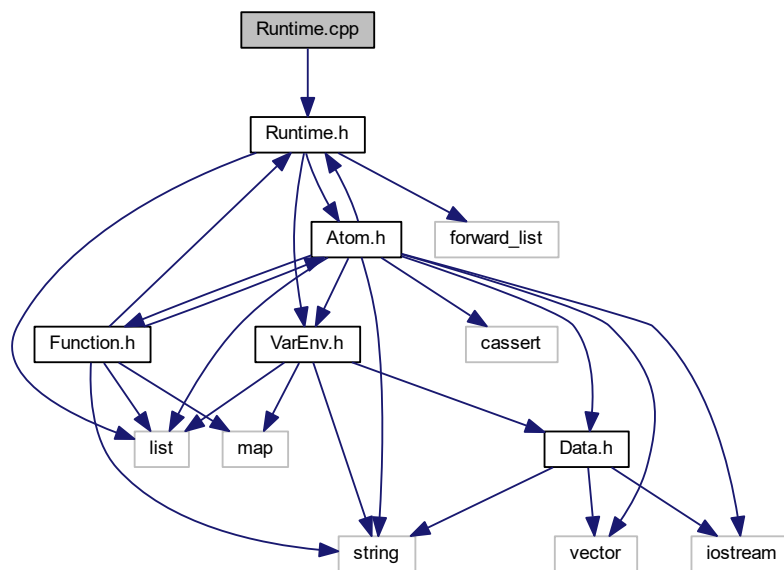 Runtime.cpp
Runtime.h
Atom.h
forward_list
Function.h
VarEnv.h
cassert
list
map
Data.h
string
vector
iostream